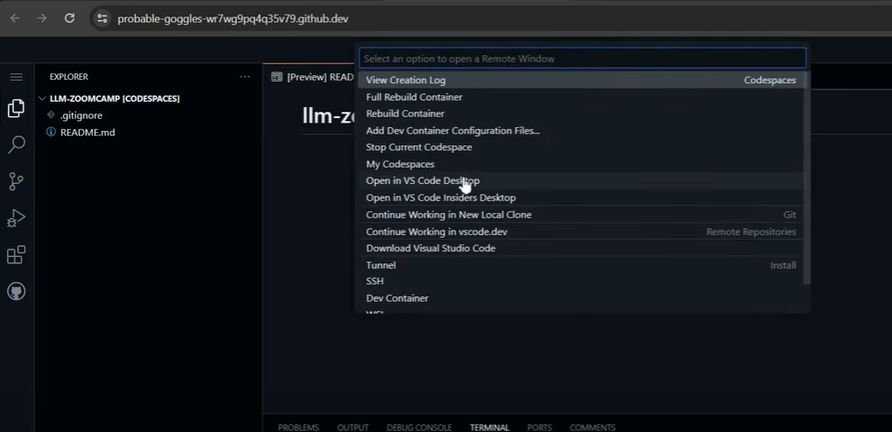 probable-goggles-wr7wg9pq4q35v79.github.dev
Select an option to open a Remote Window
EXPLORER
LLM-ZOOMCAMP [CODESPACES]
.gitignore
README.md
[Preview] READ
llm-z
View Creation Log Codespaces
Full Rebuild Container
Rebuild Container
Add Dev Container Configuration Files...
Stop Current Codespace
My Codespaces
Open in VS Code Desktop
Open in VS Code Insiders Desktop
Continue Working in New Local Clone Git
Continue Working in vscode.dev Remote Repositories
Download Visual Studio Code
Tunnel Install
SSH
Dev Container
PROBLEMS OUTPUT DEBUG CONSOLE TERMINAL PORTS COMMENTS